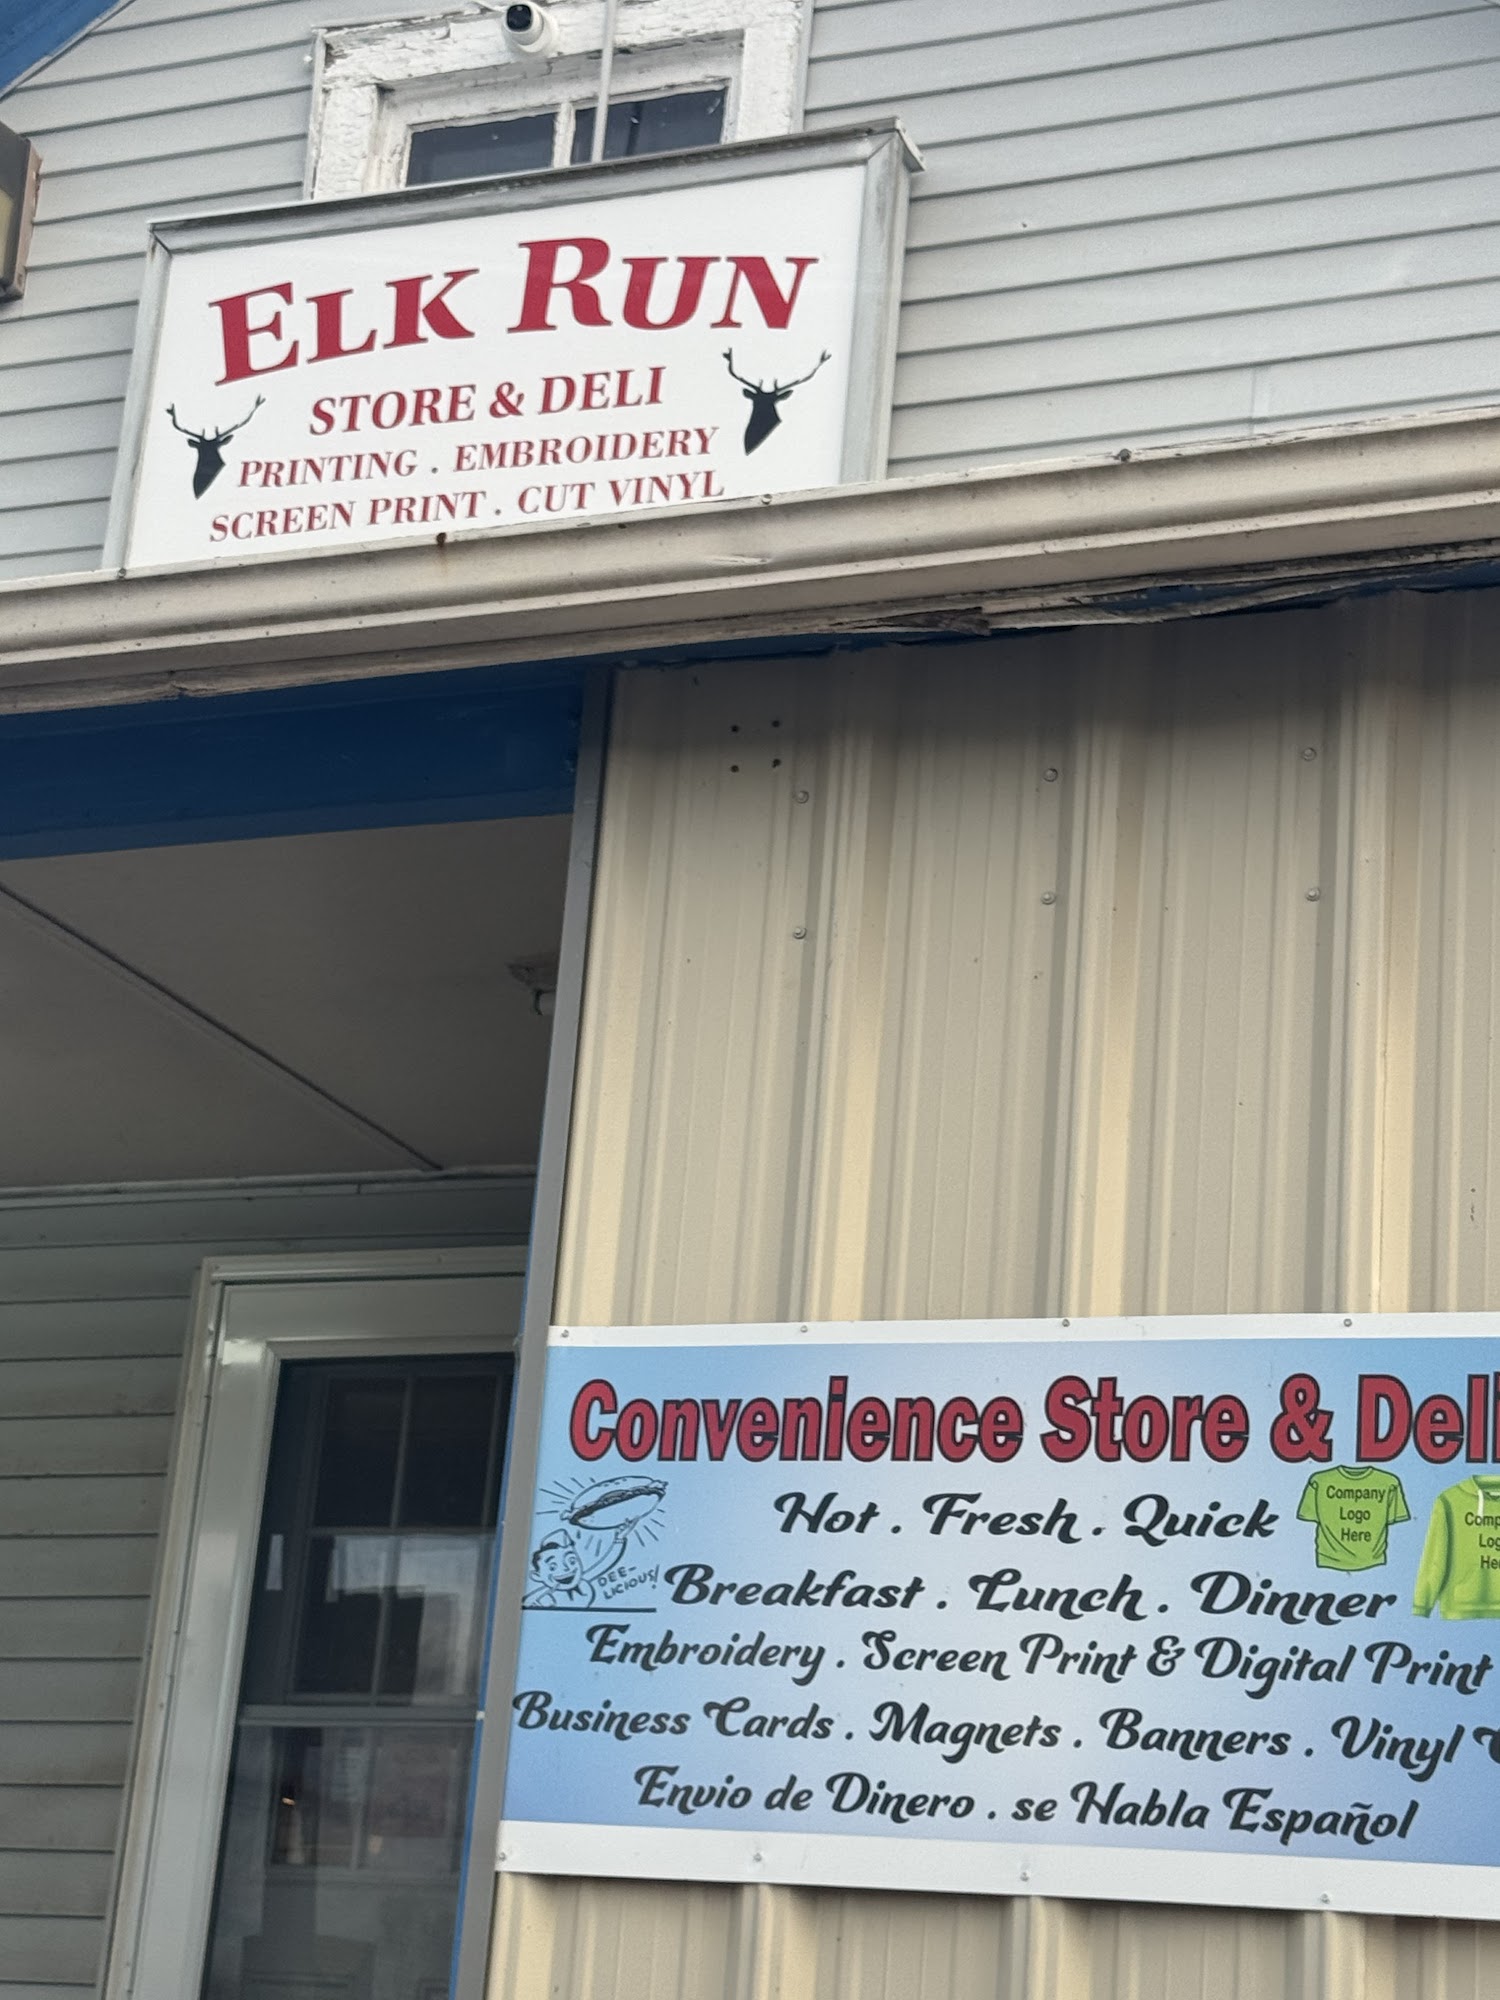 ELK RUN
STORE & DELI
PRINTING . EMBROIDERY
SCREEN PRINT . CUT VINYL
Convenience Store & Deli
Hot . Fresh . Quick
Company
Logo
Here
DEE-
LICIOUS!
Breakfast . Lunch . Dinner
Embroidery . Screen Print & Digital Print
Business Cards . Magnets . Banners . Vinyl
Envio de Dinero . se Habla Español